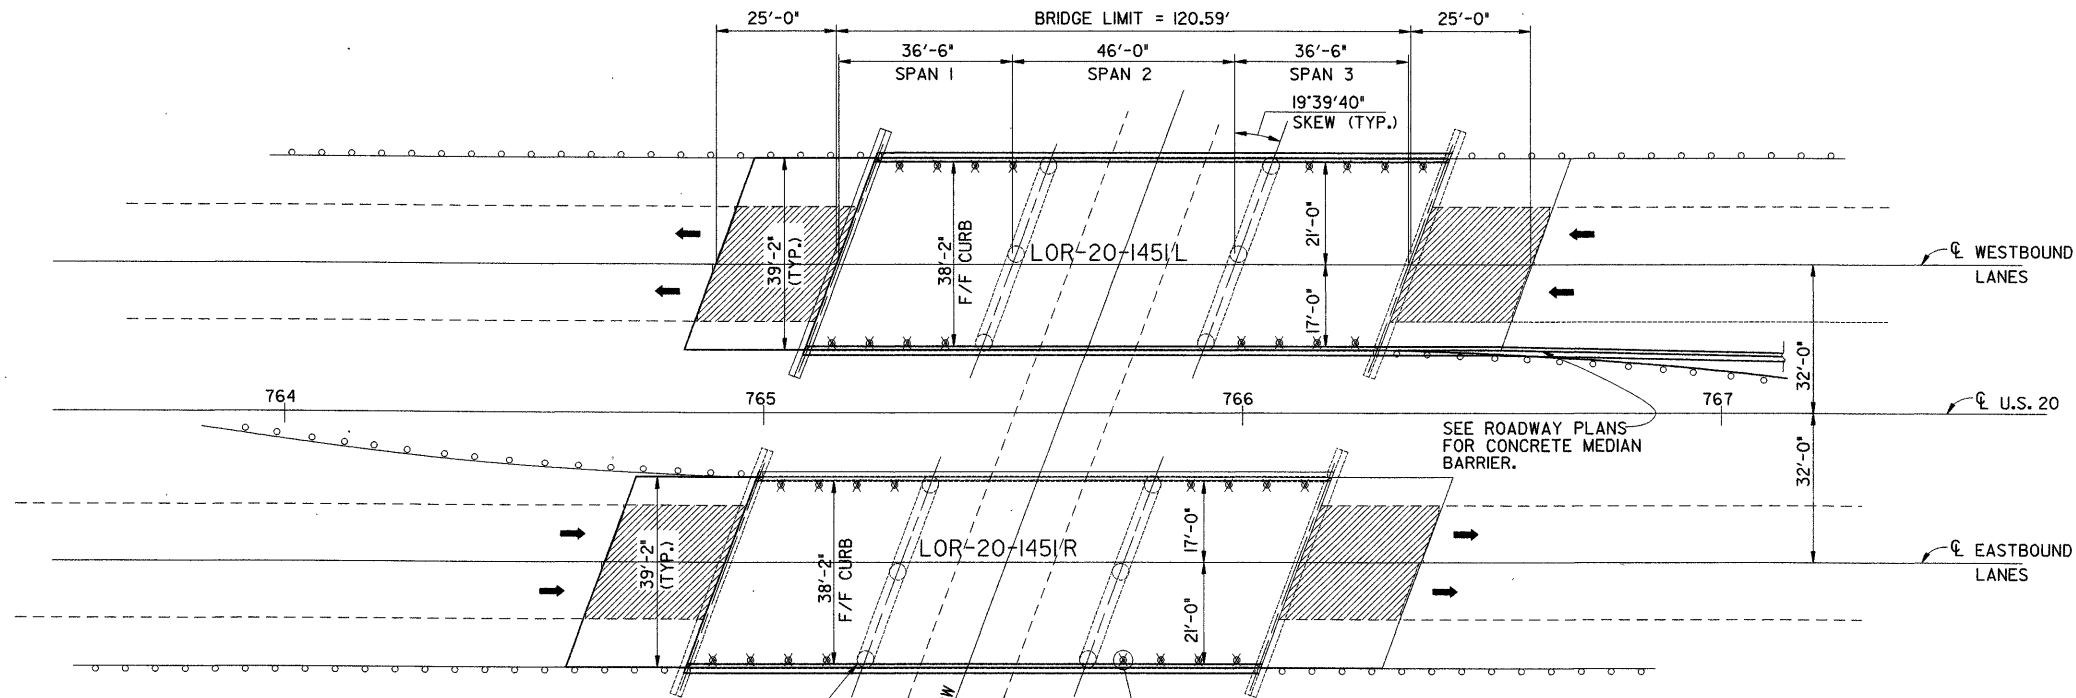 25'-0"
BRIDGE LIMIT = 120.59'
25'-0"
36'-6"
SPAN 1
46'-0"
SPAN 2
36'-6"
SPAN 3
19°39'40"
SKEW (TYP.)
39'-2"
(TYP.)
38'-2"
F/F CURB
LOR-20-1451L
21'-0"
17'-0"
℄ WESTBOUND
LANES
32'-0"
764
765
766
767
℄ U.S. 20
SEE ROADWAY PLANS
FOR CONCRETE MEDIAN
BARRIER.
32'-0"
39'-2"
(TYP.)
38'-2"
F/F CURB
LOR-20-1451R
17'-0"
21'-0"
℄ EASTBOUND
LANES